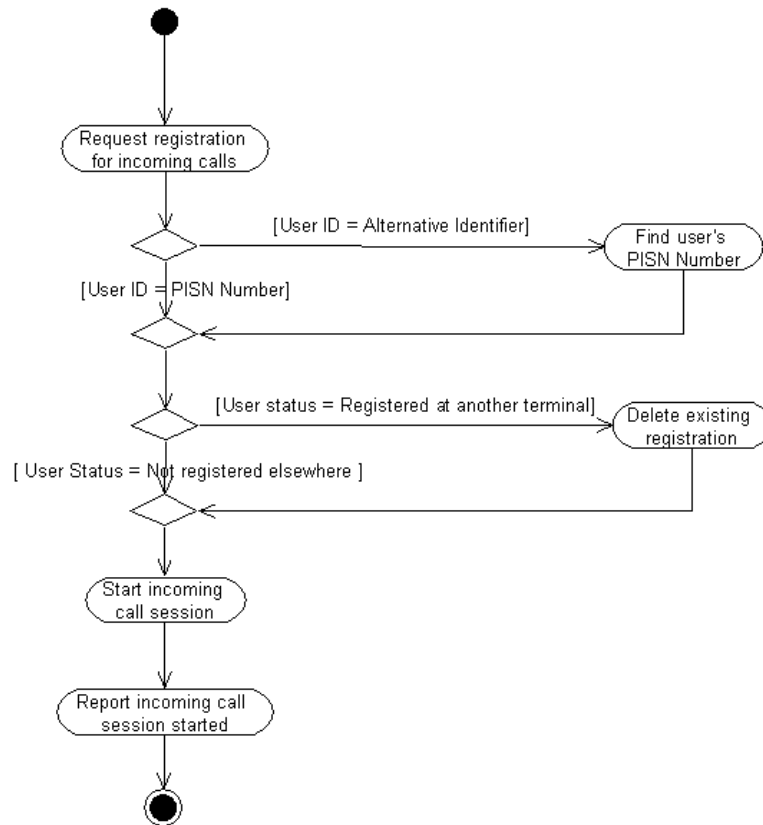 Request registration
for incoming calls
[User ID = Alternative Identifier]
Find user's
PISN Number
[User ID = PISN Number]
[User status = Registered at another terminal]
Delete existing
registration
[ User Status = Not registered elsewhere ]
Start incoming
call session
Report incoming call
session started